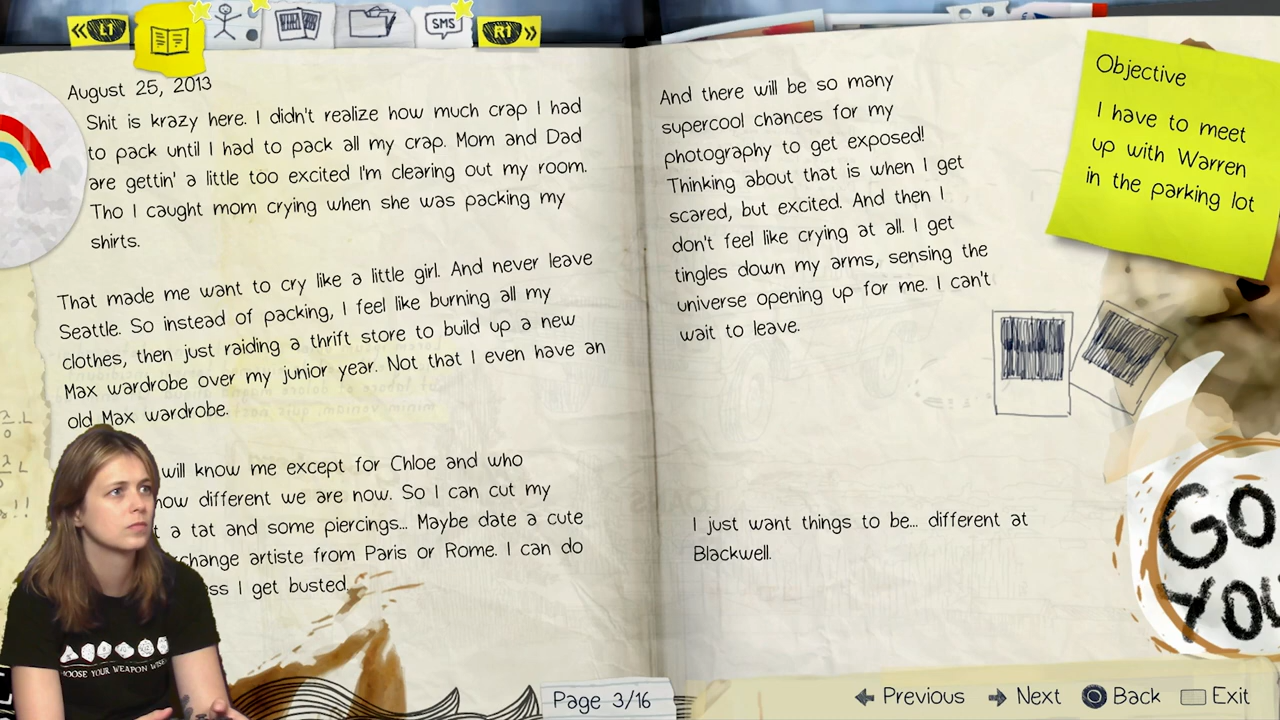 L1
SMS
R1
August 25, 2013
Shit is krazy here. I didn't realize how much crap I had
to pack until I had to pack all my crap. Mom and Dad
are gettin' a little too excited I'm clearing out my room.
Tho I caught mom crying when she was packing my
shirts.
That made me want to cry like a little girl. And never leave
Seattle. So instead of packing, I feel like burning all my
clothes, then just raiding a thrift store to build up a new
Max wardrobe over my junior year. Not that I even have an
old Max wardrobe.
will know me except for Chloe and who
how different we are now. So I can cut my
a tat and some piercings... Maybe date a cute
change artiste from Paris or Rome. I can do
I get busted.
And there will be so many
supercool chances for my
photography to get exposed!
Thinking about that is when I get
scared, but excited. And then I
don't feel like crying at all. I get
tingles down my arms, sensing the
universe opening up for me. I can't
wait to leave.
I just want things to be... different at
Blackwell.
Objective
I have to meet
up with Warren
in the parking lot
GO
YOU
CHOOSE YOUR WEAPON WISELY
Page 3/16
Previous
Next
Back
Exit